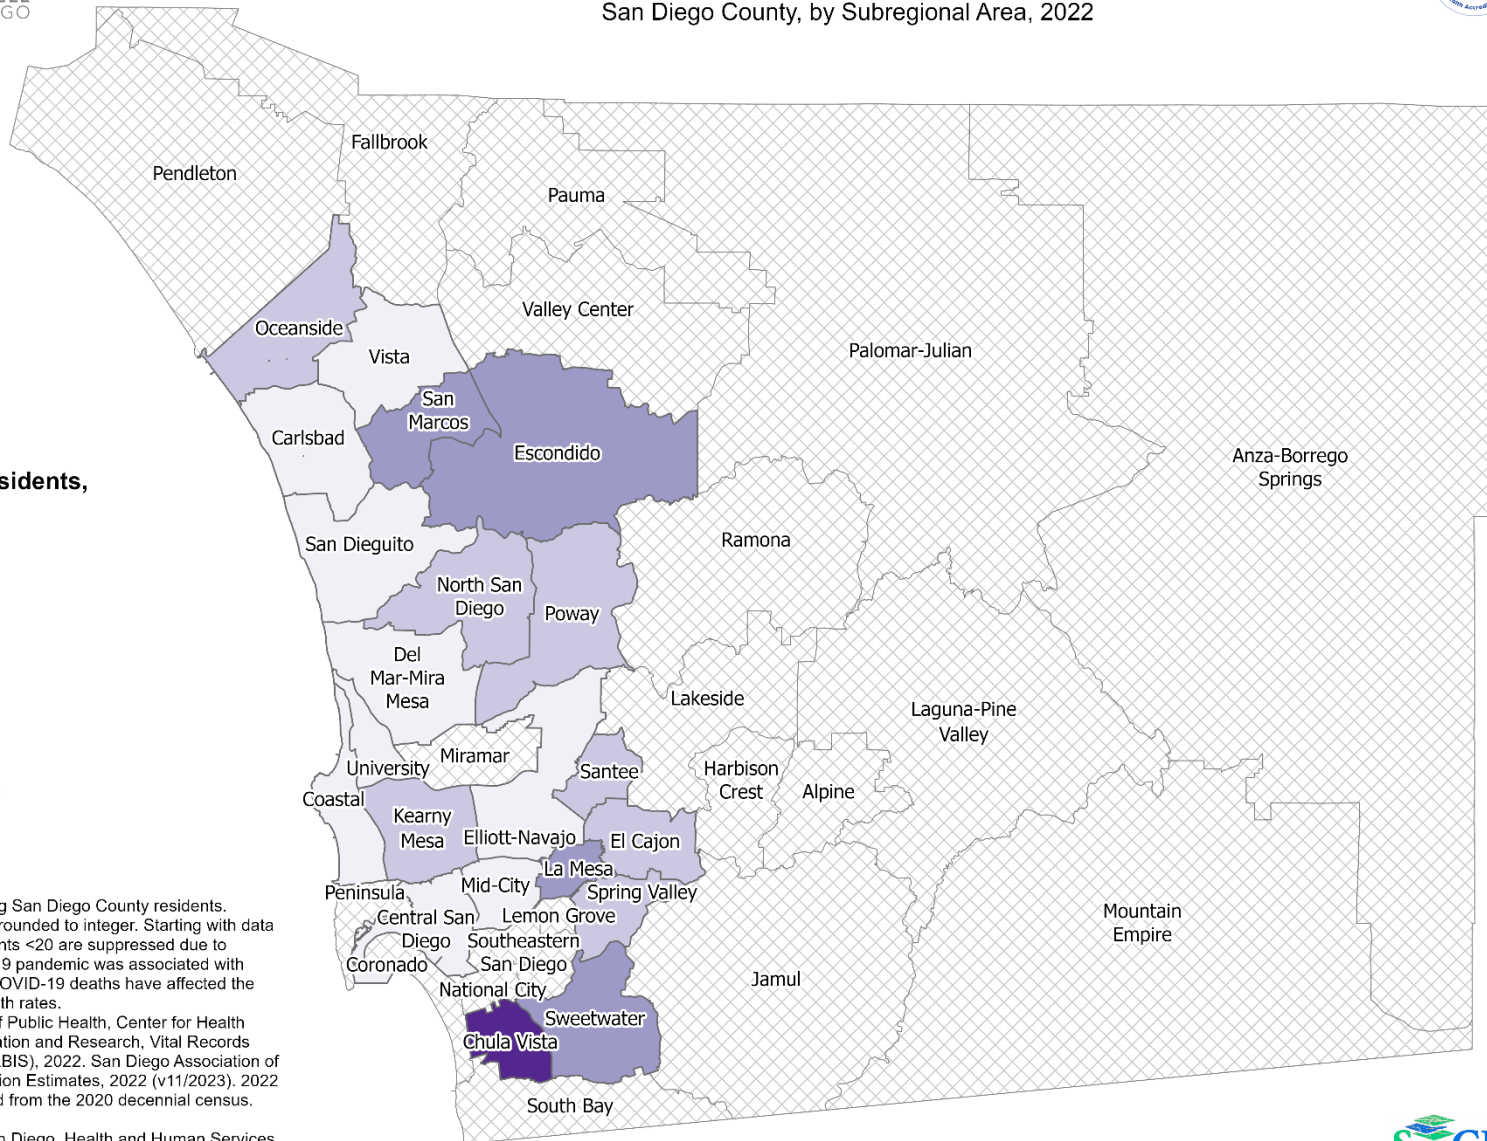 GO
San Diego County, by Subregional Area, 2022
Fallbrook
Pendleton
Pauma
Valley Center
Oceanside
Vista
Palomar-Julian
San
Marcos
Carlsbad
Escondido
Anza-Borrego
Springs
sidents,
San Dieguito
Ramona
North San
Diego
Poway
Del
Mar-Mira
Mesa
Lakeside
Laguna-Pine
Valley
Miramar
University
Santee
Harbison
Crest
Alpine
Coastal
Kearny
Mesa
Elliott-Navajo
El Cajon
La Mesa
Mid-City
Peninsula
Spring Valley
Central San
Diego
Lemon Grove
Southeastern
San Diego
Coronado
Mountain
Empire
National City
Jamul
Sweetwater
Chula Vista
South Bay
g San Diego County residents.
rounded to integer. Starting with data
nts <20 are suppressed due to
9 pandemic was associated with
OVID-19 deaths have affected the
th rates.
f Public Health, Center for Health
ation and Research, Vital Records
BIS), 2022. San Diego Association of
ion Estimates, 2022 (v11/2023). 2022
d from the 2020 decennial census.
n Diego, Health and Human Services